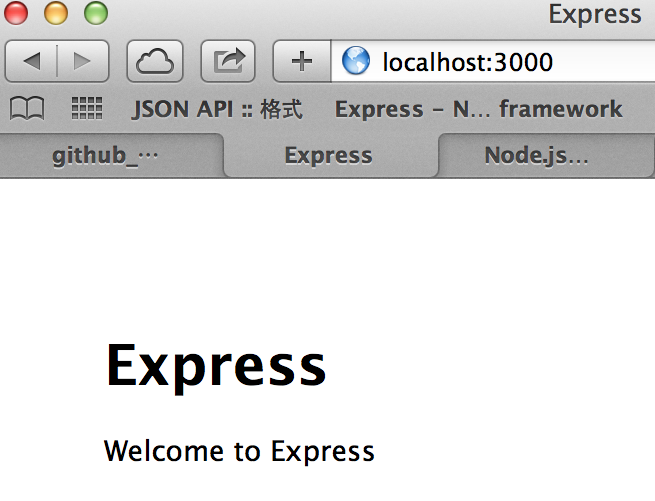 Express
localhost:3000
JSON API :: 格式 Express – N... framework
github_... Express Node.js...
Express
Welcome to Express